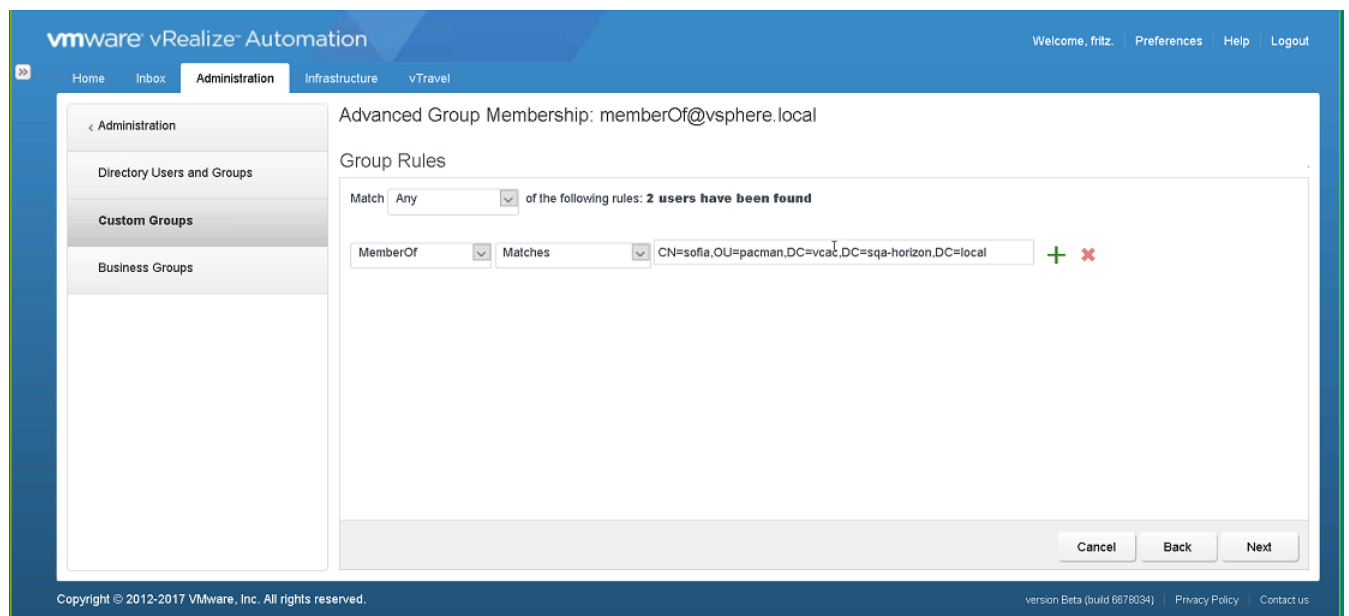 vmware vRealize Automation
Welcome, fritz. Preferences Help Logout
Home Inbox Administration Infrastructure vTravel
< Administration
Directory Users and Groups
Custom Groups
Business Groups
Advanced Group Membership: memberOf@vsphere.local
Group Rules
Match Any of the following rules: 2 users have been found
MemberOf Matches CN=sofia,OU=pacman,DC=vcac,DC=sqa-horizon,DC=local
Cancel Back Next
Copyright © 2012-2017 VMware, Inc. All rights reserved.
version Beta (build 6678034) Privacy Policy Contact us